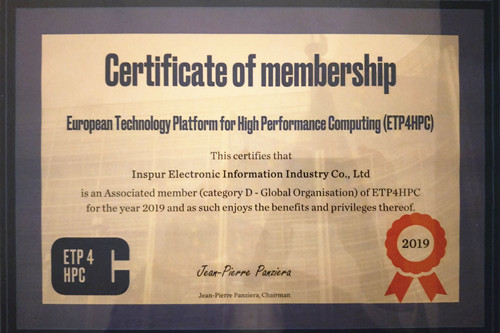 Certificate of membership
European Technology Platform for High Performance Computing (ETP4HPC)
This certifies that
Inspur Electronic Information Industry Co., Ltd
is an Associated member (category D - Global Organisation) of ETP4HPC
for the year 2019 and as such enjoys the benefits and privileges thereof.
2019
ETP 4
HPC
Jean-Pierre Panziera
Jean-Pierre Panziera, Chairman